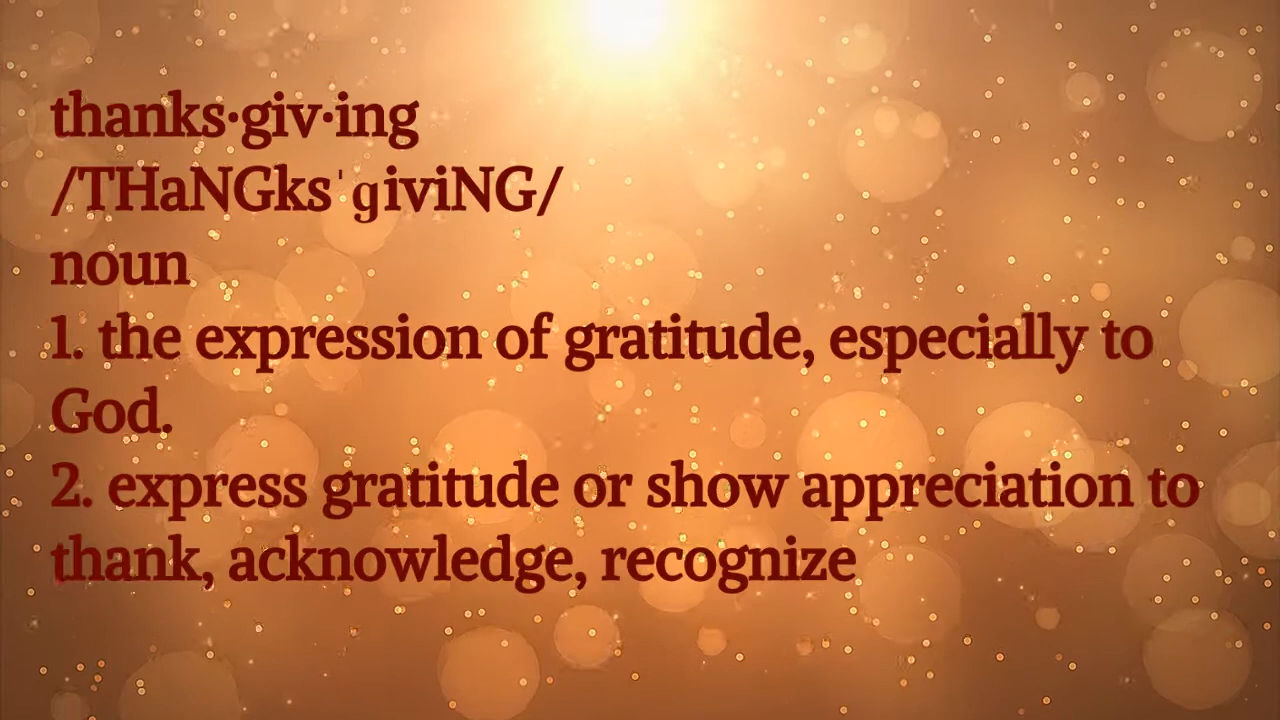 thanks·giv·ing
/THaNGksˈɡiviNG/
noun
1. the expression of gratitude, especially to
God.
2. express gratitude or show appreciation to
thank, acknowledge, recognize